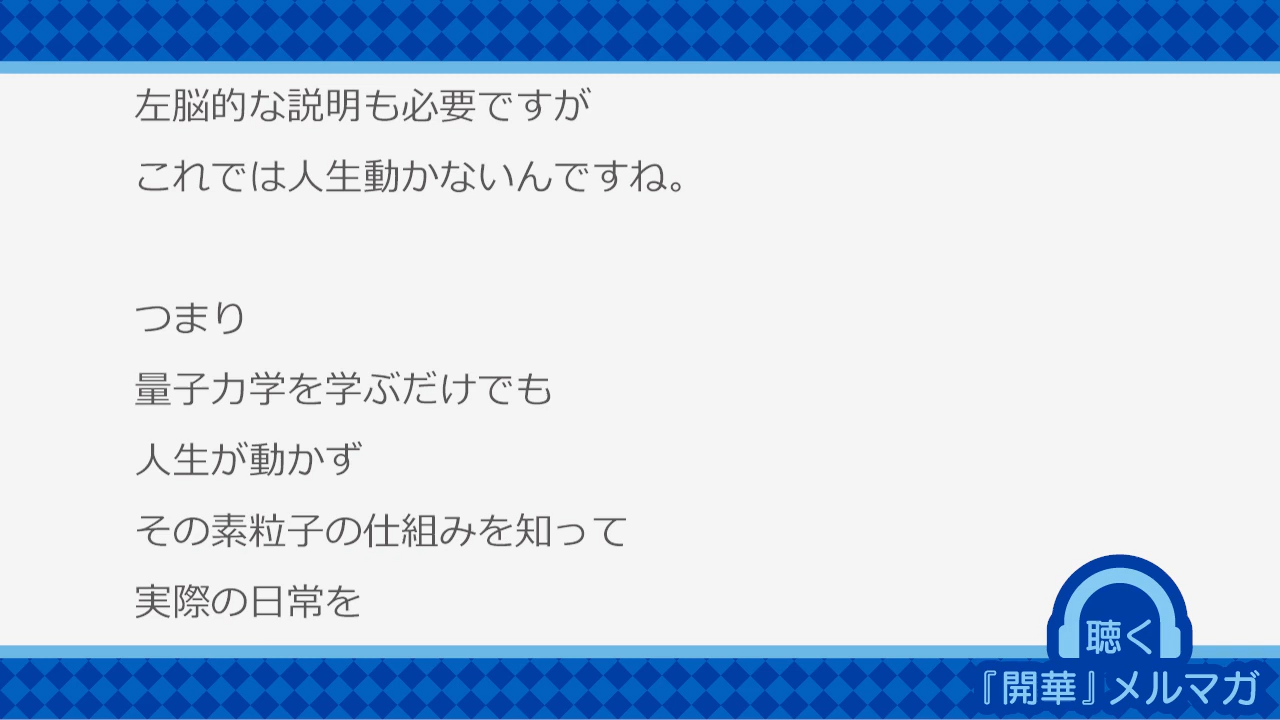 左脳的な説明も必要ですが
これでは人生動かないんですね。
つまり
量子力学を学ぶだけでも
人生が動かず
その素粒子の仕組みを知って
実際の日常を
聴く
『開華』メルマガ